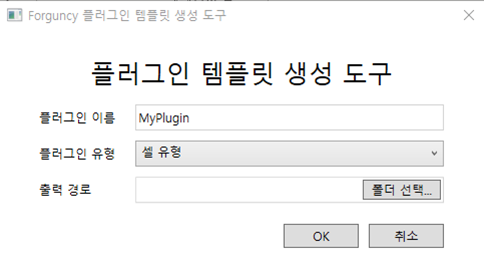 Forguncy 플러그인 템플릿 생성 도구
플러그인 템플릿 생성 도구
플러그인 이름 MyPlugin
플러그인 유형 셀 유형
출력 경로 폴더 선택...
OK 취소